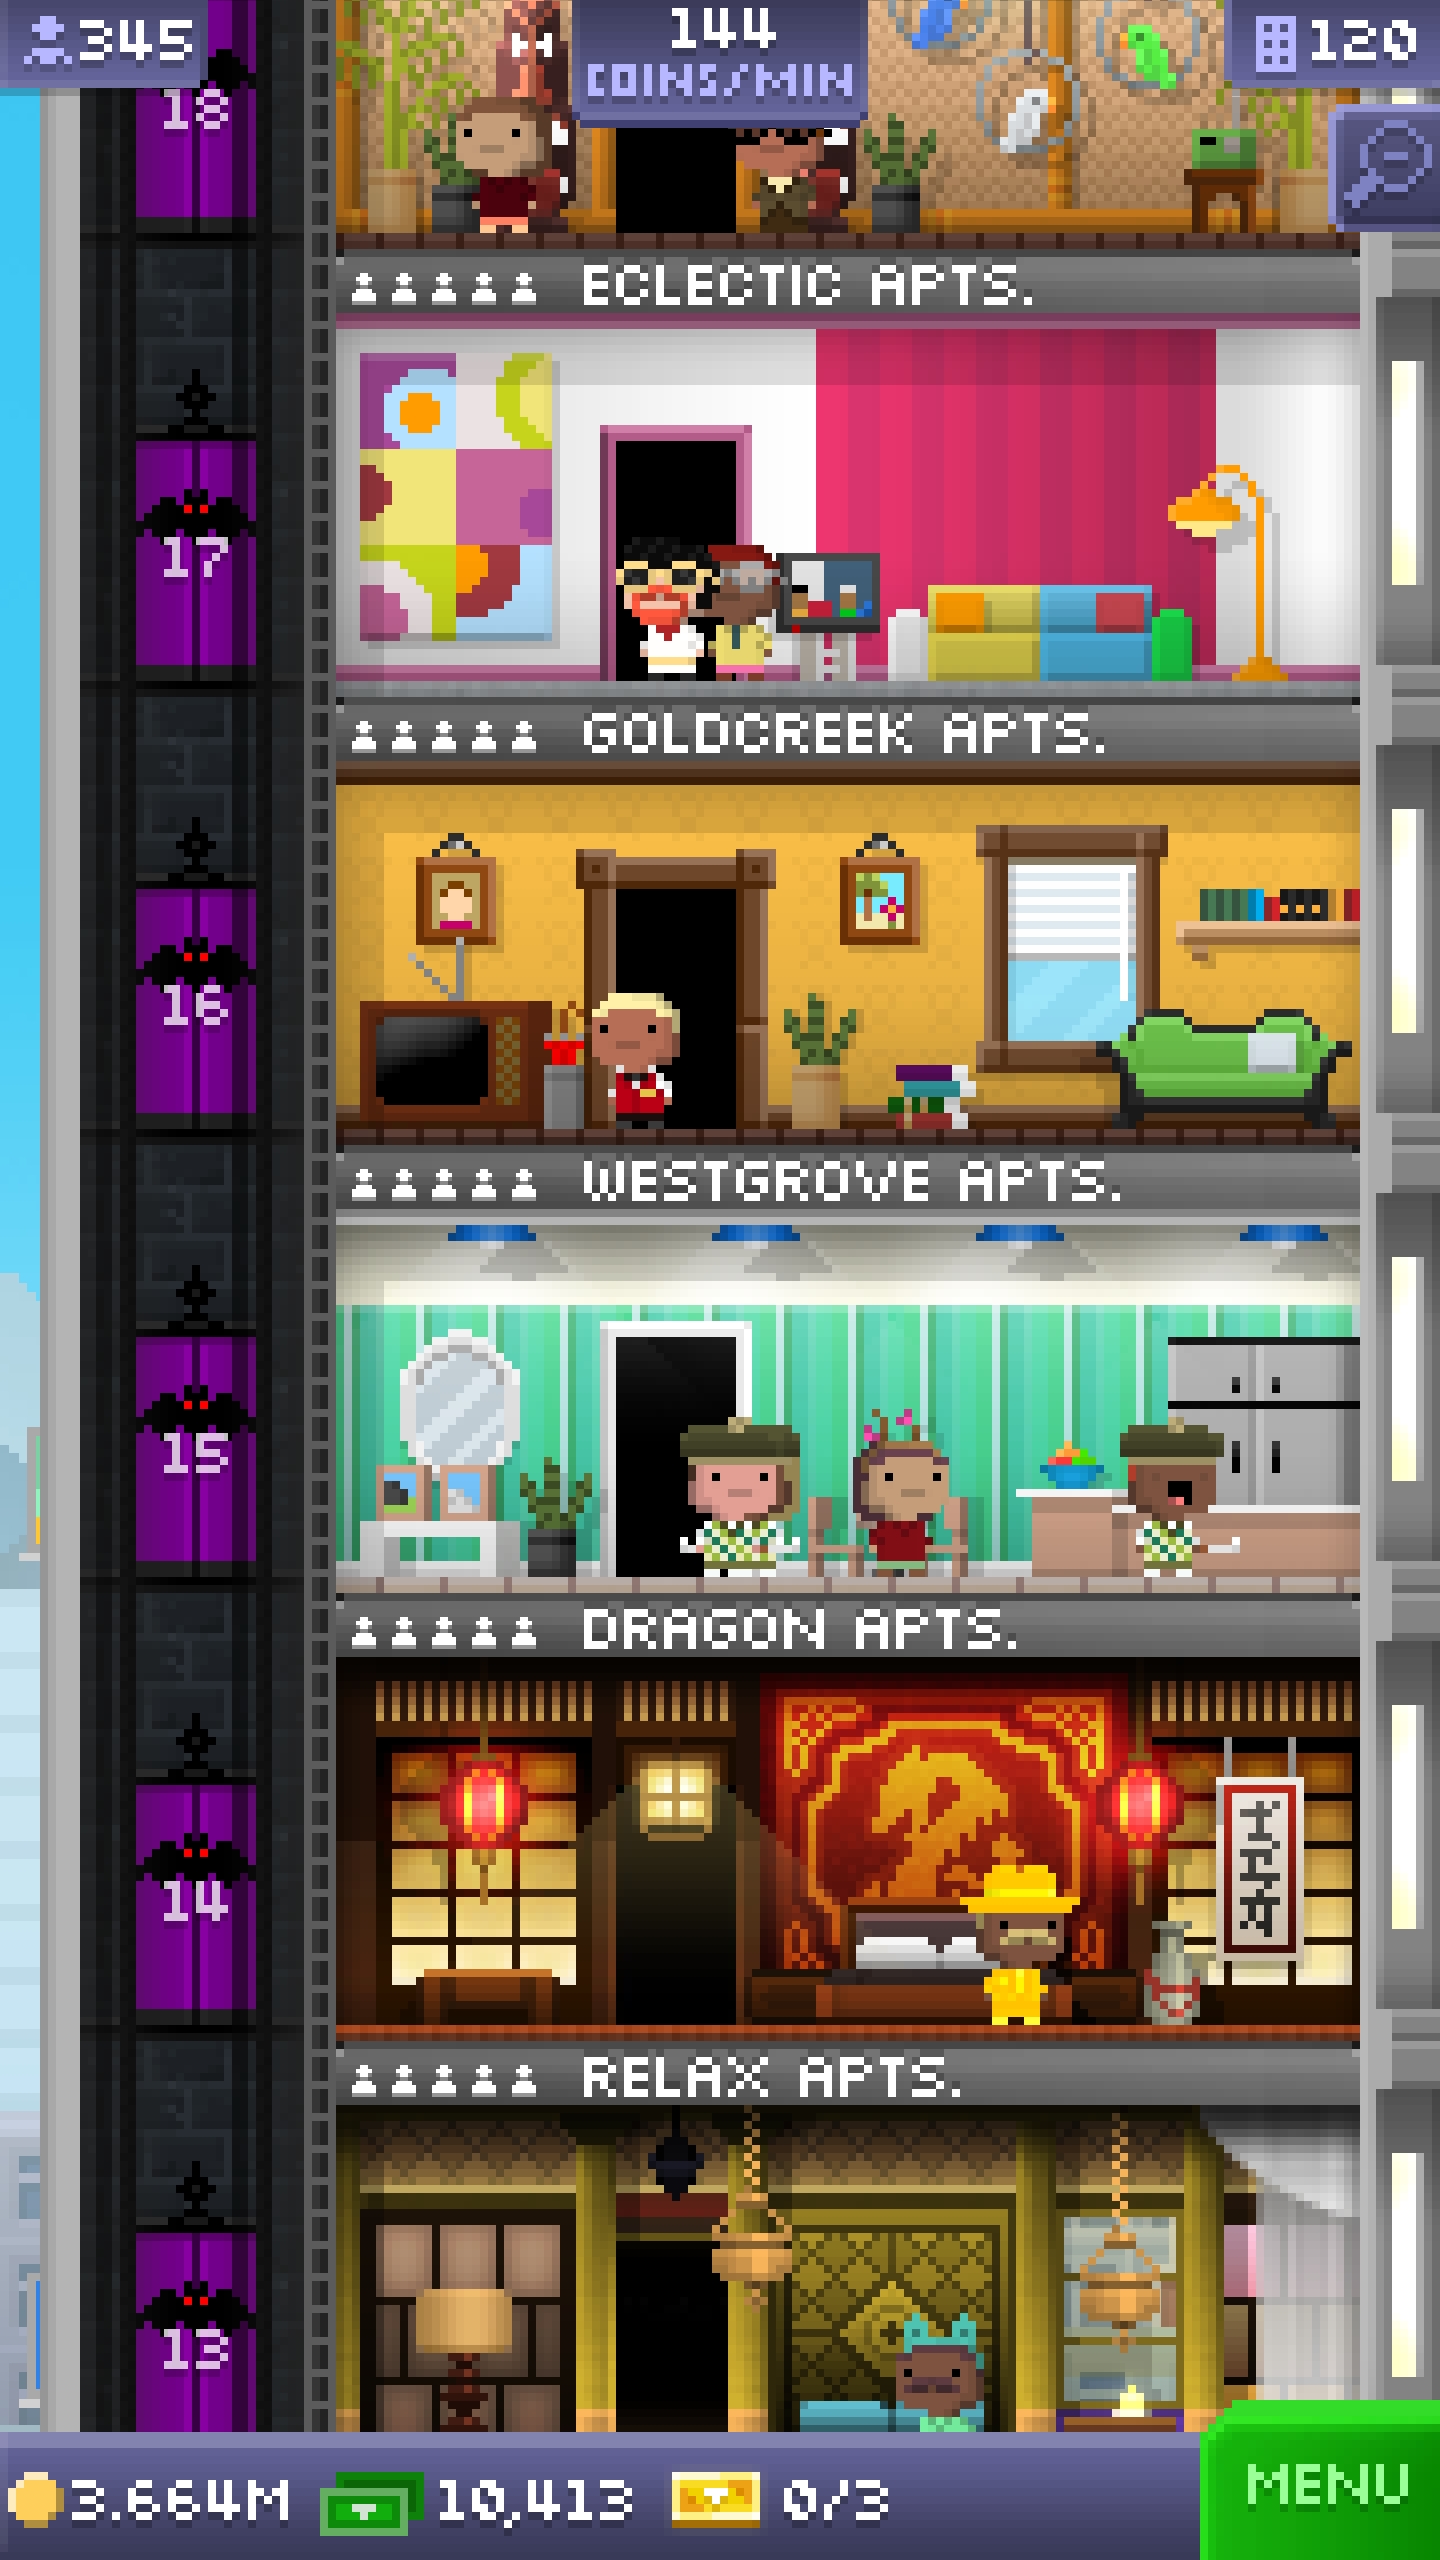 345
144
COINS/MIN
120
18
ECLECTIC APTS.
17
GOLDCREEK APTS.
16
WESTGROVE APTS.
15
DRAGON APTS.
14
RELAX APTS.
13
3.664M
10,413
0/3
MENU